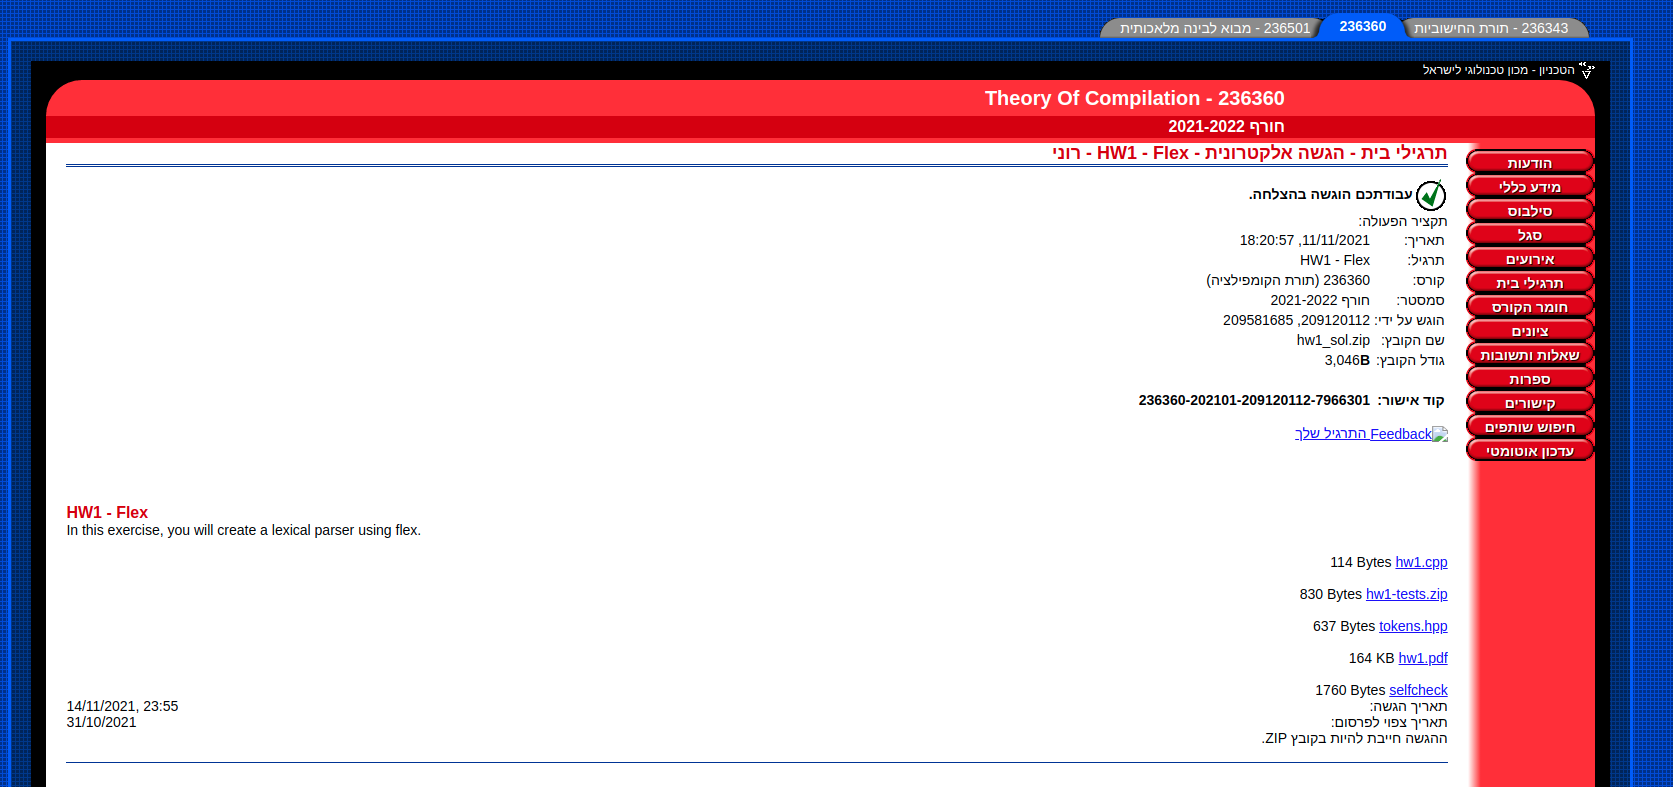 236343 - תורת החישוביות
236360
236501 - מבוא לבינה מלאכותית
הטכניון - מכון טכנולוגי לישראל
Theory Of Compilation - 236360
חורף 2021-2022
תרגילי בית - הגשה אלקטרונית - HW1 - Flex - רוני
הודעות
מידע כללי
סילבוס
סגל
אירועים
תרגילי בית
חומר הקורס
ציונים
שאלות ותשובות
ספרות
קישורים
חיפוש שותפים
עדכון אוטומטי
עבודתכם הוגשה בהצלחה.
תקציר הפעולה:
תאריך: 11/11/2021, 18:20:57
תרגיל: HW1 - Flex
קורס: 236360 (תורת הקומפילציה)
סמסטר: חורף 2021-2022
הוגש על ידי: 209120112, 209581685
שם הקובץ: hw1_sol.zip
גודל הקובץ: 3,046B
קוד אישור: 236360-202101-209120112-7966301
Feedback התרגיל שלך
HW1 - Flex
In this exercise, you will create a lexical parser using flex.
114 Bytes hw1.cpp
830 Bytes hw1-tests.zip
637 Bytes tokens.hpp
164 KB hw1.pdf
1760 Bytes selfcheck
תאריך הגשה: 14/11/2021, 23:55
תאריך צפוי לפרסום: 31/10/2021
ההגשה חייבת להיות בקובץ ZIP.